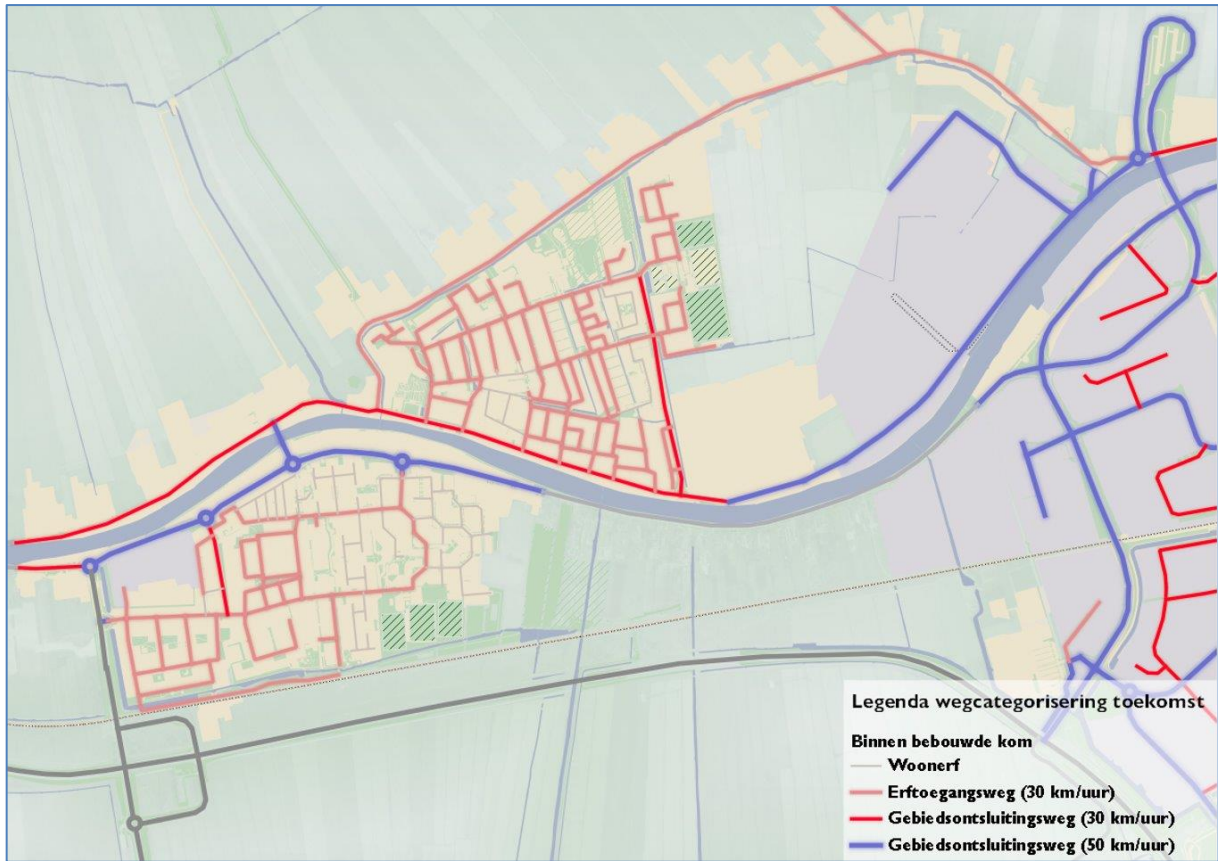 Legenda wegcategorisering toekomst
Binnen bebouwde kom
Woonerf
Erftoegangsweg (30 km/uur)
Gebiedsontsluitingsweg (30 km/uur)
Gebiedsontsluitingsweg (50 km/uur)